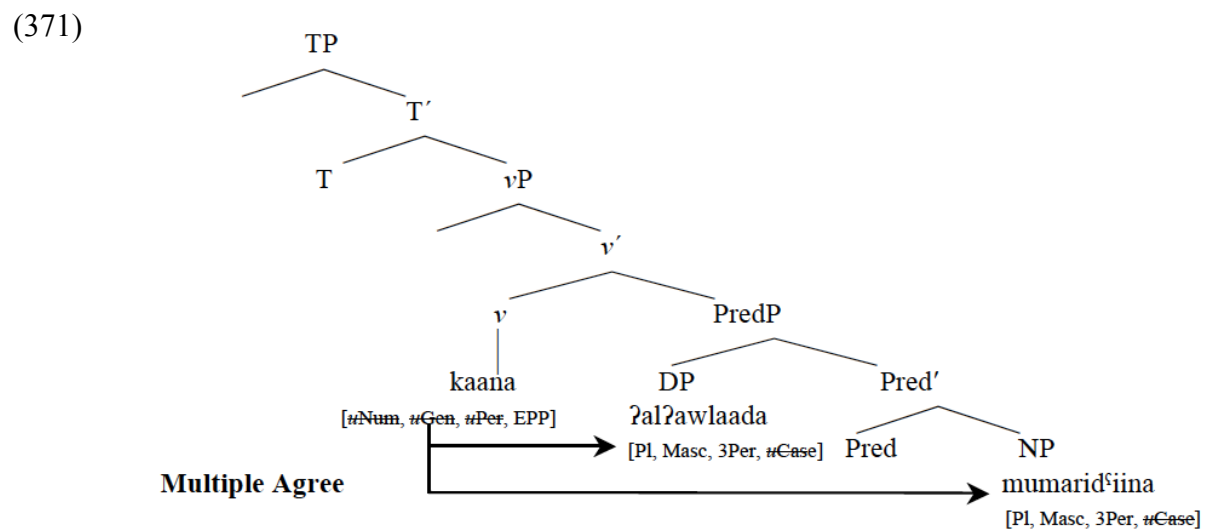 (371)
TP
T′
T vP
v′
v PredP
kaana DP Pred′
[uNum, uGen, uPer, EPP] ʔalʔawlaada
[Pl, Masc, 3Per, uCase] Pred NP
Multiple Agree mumaridˤiina
[Pl, Masc, 3Per, uCase]